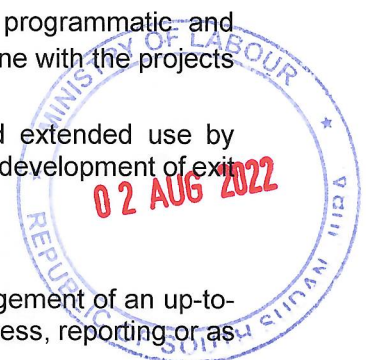 programmatic and
ne with the projects
d extended use by
development of exit
gement of an up-to-
ess, reporting or as
MINISTRY OF LABOUR
02 AUG 2022
REPUBLIC OF SOUTH SUDAN